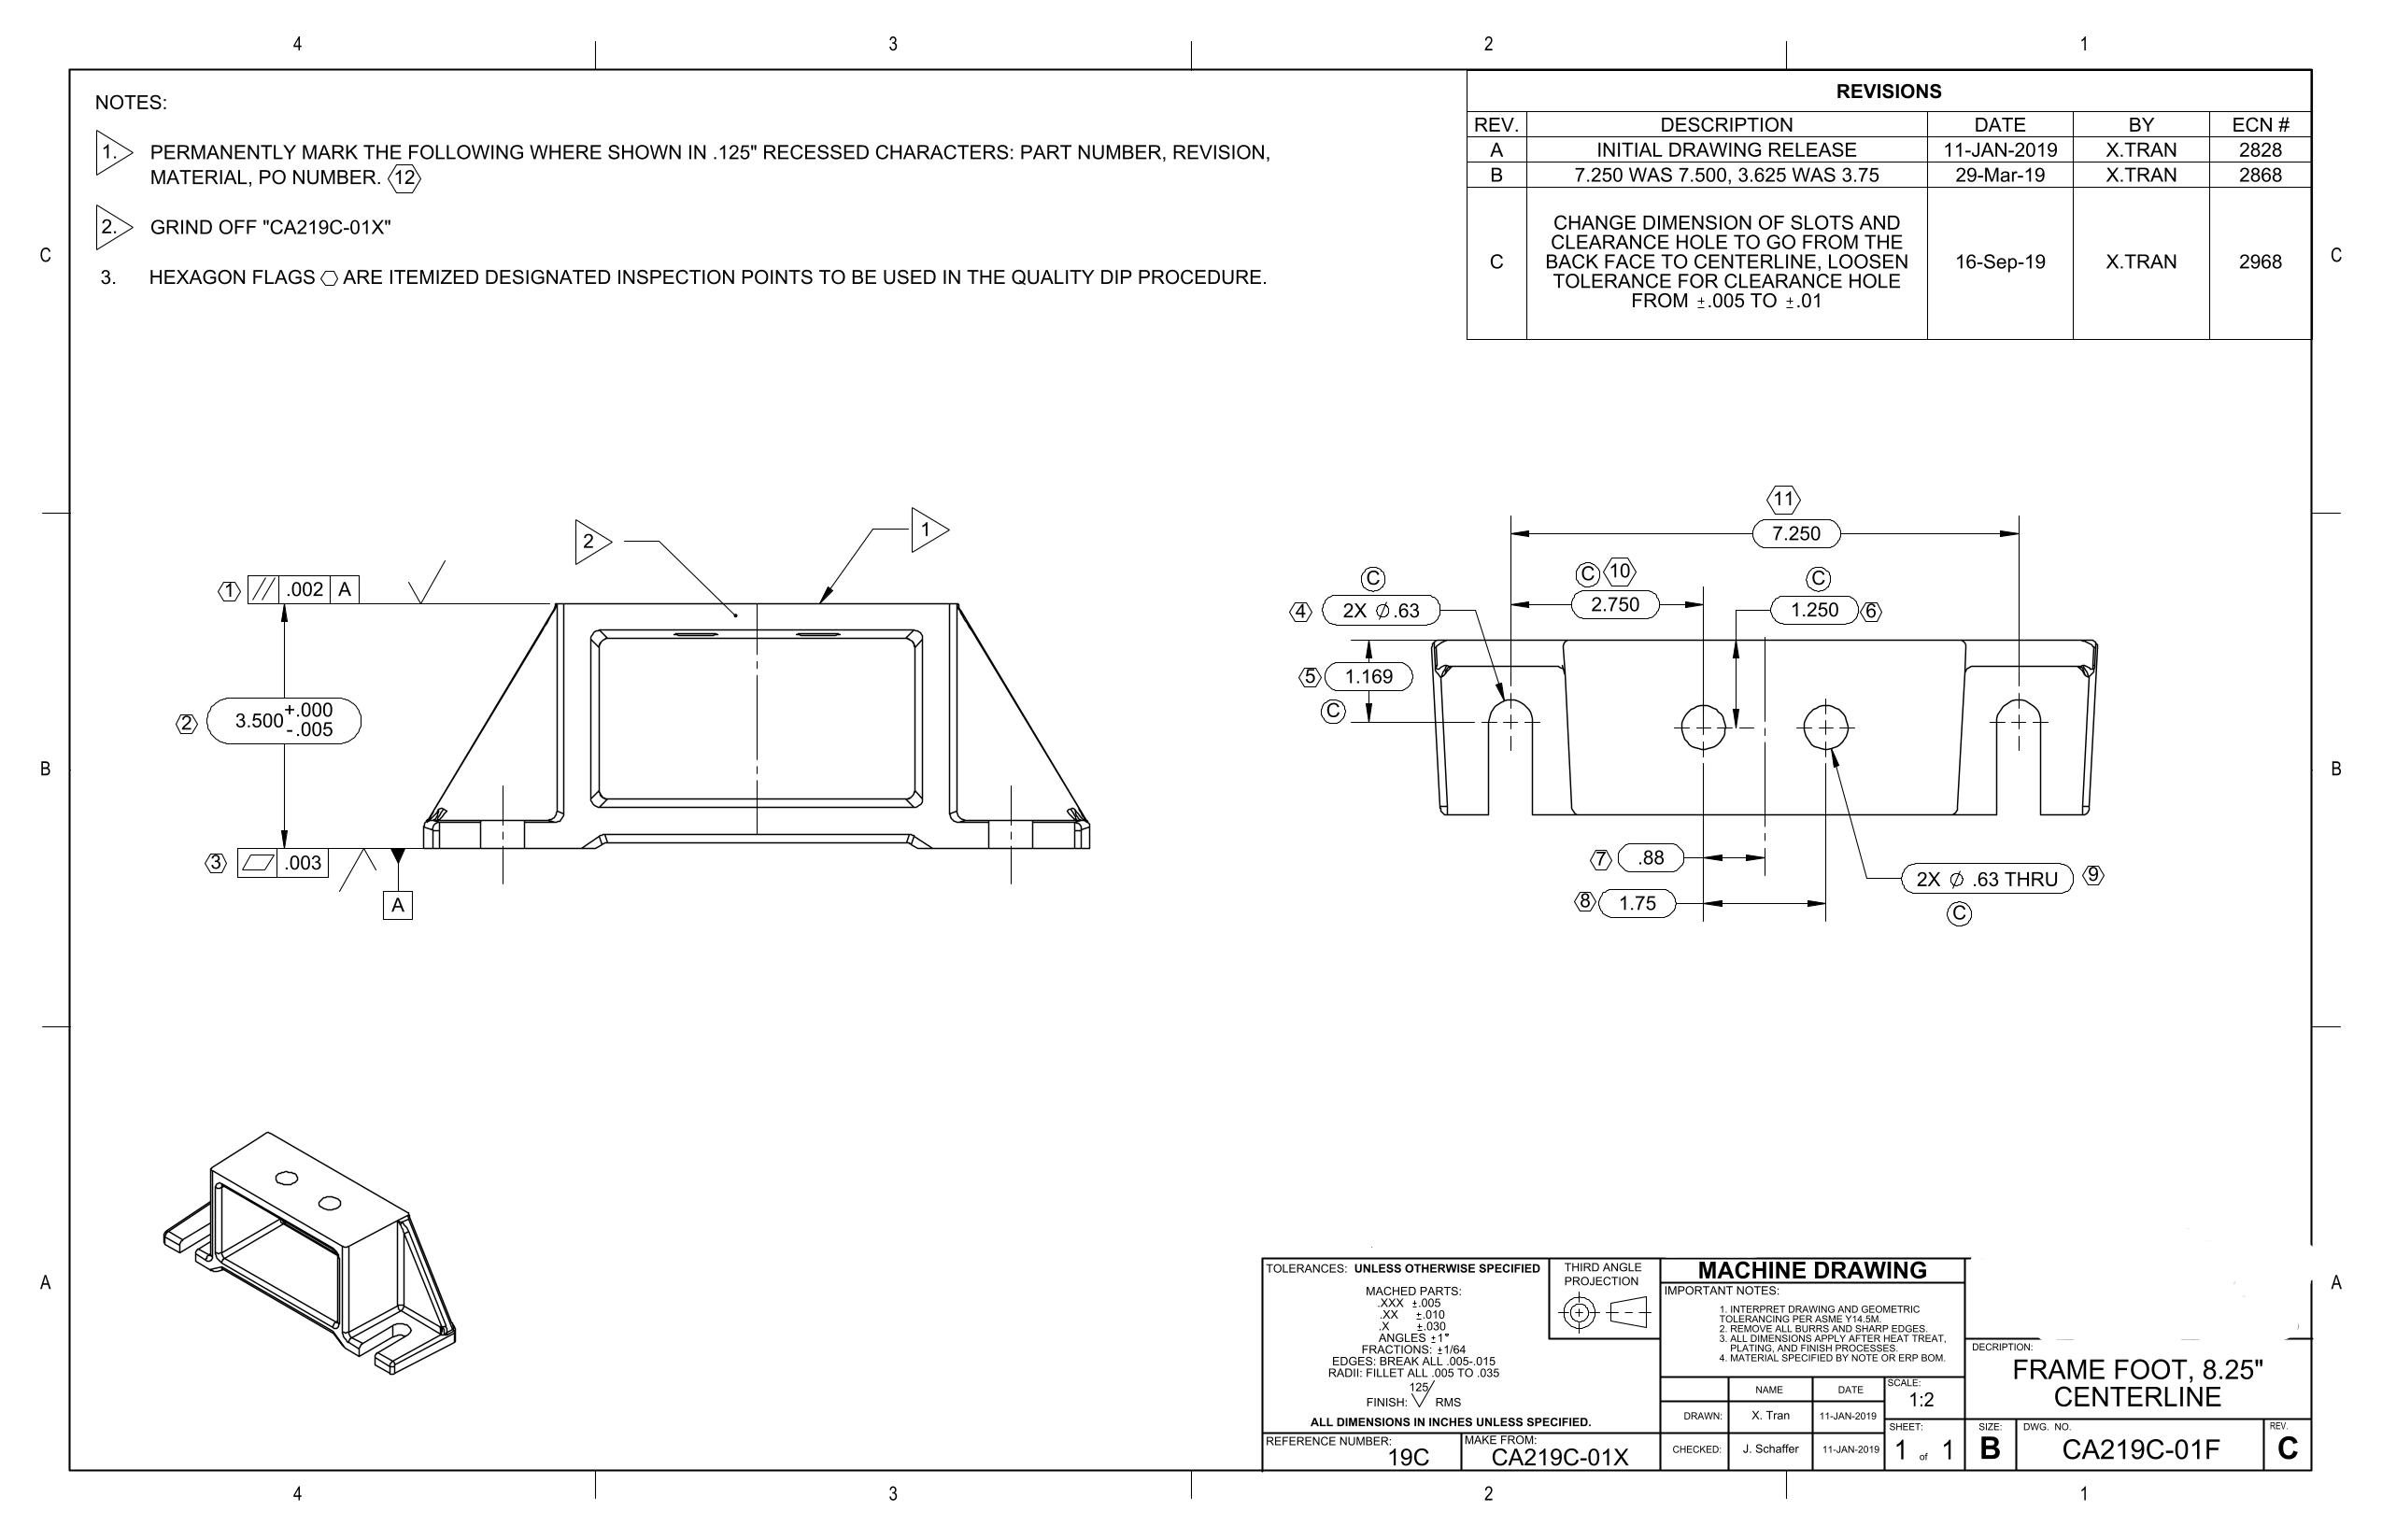 4
3
2
1
NOTES:
1. PERMANENTLY MARK THE FOLLOWING WHERE SHOWN IN .125" RECESSED CHARACTERS: PART NUMBER, REVISION,
MATERIAL, PO NUMBER. 12
2. GRIND OFF "CA219C-01X"
3. HEXAGON FLAGS ARE ITEMIZED DESIGNATED INSPECTION POINTS TO BE USED IN THE QUALITY DIP PROCEDURE.
REVISIONS
REV. DESCRIPTION DATE BY ECN #
A INITIAL DRAWING RELEASE 11-JAN-2019 X.TRAN 2828
B 7.250 WAS 7.500, 3.625 WAS 3.75 29-Mar-19 X.TRAN 2868
CHANGE DIMENSION OF SLOTS AND
CLEARANCE HOLE TO GO FROM THE
C BACK FACE TO CENTERLINE, LOOSEN 16-Sep-19 X.TRAN 2968
TOLERANCE FOR CLEARANCE HOLE
FROM ±.005 TO ±.01
C
C
2
1
1 // .002 A
2 3.500 +.000
-.005
3 ⏥ .003
A
11
7.250
C 10
2.750
C
1.250 6
C
4 2X ⌀ .63
5 1.169
C
7 .88
8 1.75
2X ⌀ .63 THRU 9
C
B
B
A
A
TOLERANCES: UNLESS OTHERWISE SPECIFIED
MACHED PARTS:
.XXX ±.005
.XX ±.010
.X ±.030
ANGLES ±1°
FRACTIONS: ±1/64
EDGES: BREAK ALL .005-.015
RADII: FILLET ALL .005 TO .035
125
FINISH: √ RMS
ALL DIMENSIONS IN INCHES UNLESS SPECIFIED.
REFERENCE NUMBER:
19C
MAKE FROM:
CA219C-01X
THIRD ANGLE
PROJECTION
MACHINE DRAWING
IMPORTANT NOTES:
1. INTERPRET DRAWING AND GEOMETRIC
TOLERANCING PER ASME Y14.5M.
2. REMOVE ALL BURRS AND SHARP EDGES.
3. ALL DIMENSIONS APPLY AFTER HEAT TREAT,
PLATING, AND FINISH PROCESSES.
4. MATERIAL SPECIFIED BY NOTE OR ERP BOM.
NAME DATE
DRAWN: X. Tran 11-JAN-2019
CHECKED: J. Schaffer 11-JAN-2019
SCALE:
1:2
SHEET:
1 of 1
DECRIPTION:
FRAME FOOT, 8.25"
CENTERLINE
SIZE:
B
DWG. NO.
CA219C-01F
REV.
C
4
3
2
1